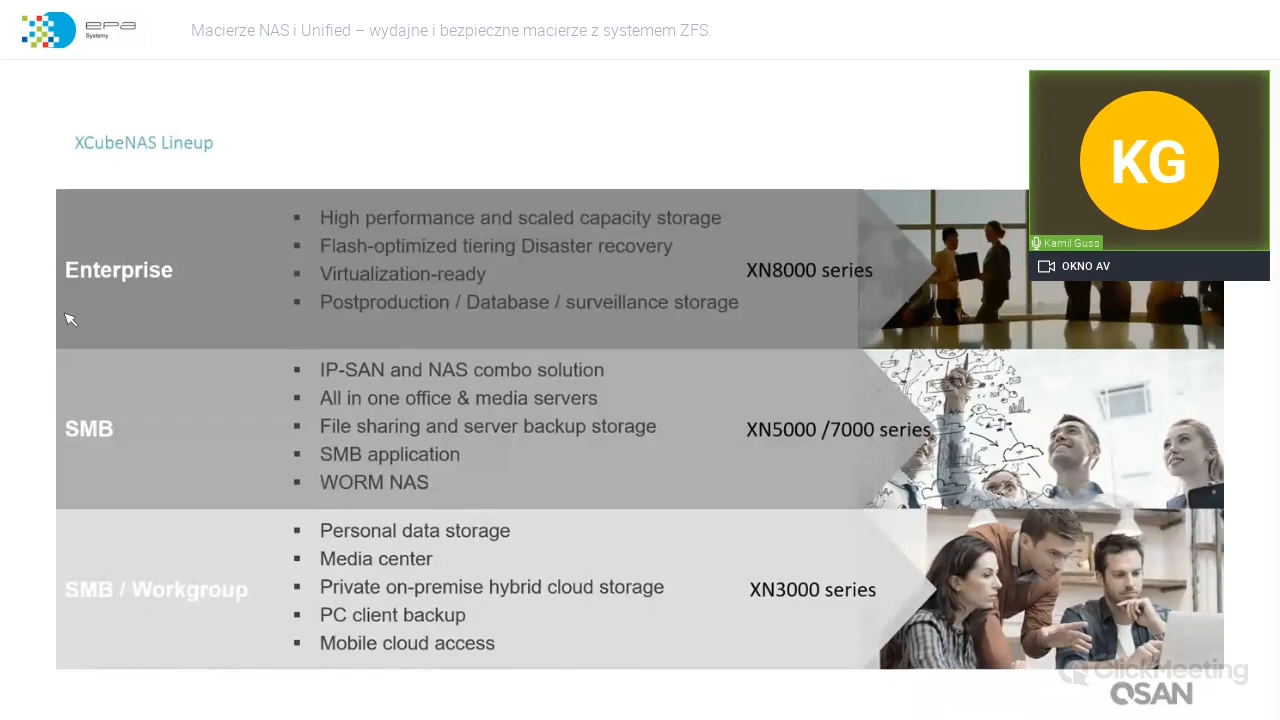 epa
Systemy
Macierze NAS i Unified – wydajne i bezpieczne macierze z systemem ZFS.
XCubeNAS Lineup
KG
Kamil Guss
OKNO AV
Enterprise
▪ High performance and scaled capacity storage
▪ Flash-optimized tiering Disaster recovery
▪ Virtualization-ready
▪ Postproduction / Database / surveillance storage
XN8000 series
SMB
▪ IP-SAN and NAS combo solution
▪ All in one office & media servers
▪ File sharing and server backup storage
▪ SMB application
▪ WORM NAS
XN5000 /7000 series
SMB / Workgroup
▪ Personal data storage
▪ Media center
▪ Private on-premise hybrid cloud storage
▪ PC client backup
▪ Mobile cloud access
XN3000 series
ClickMeeting
QSAN